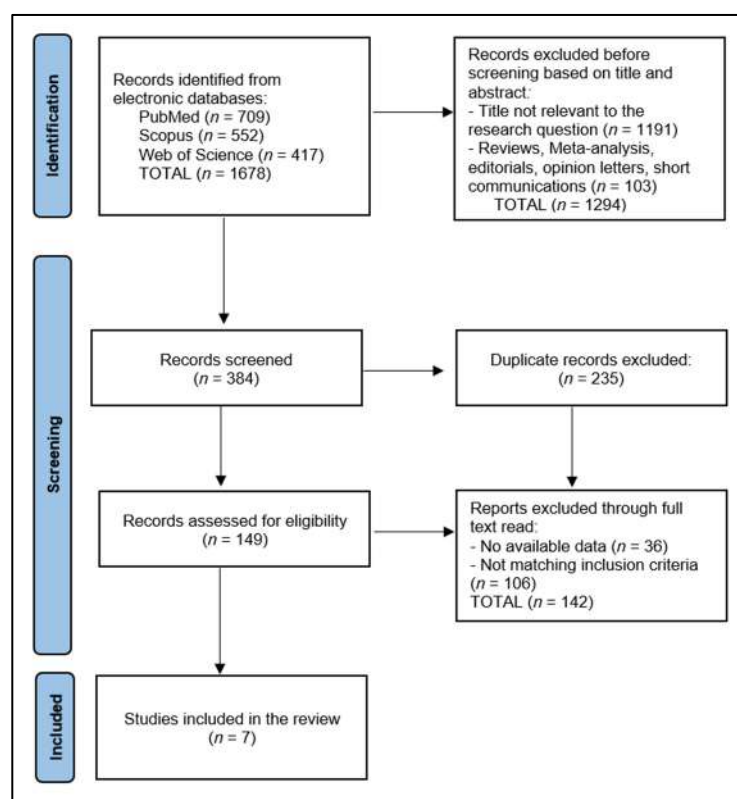 Identification
Records identified from
electronic databases:
PubMed (n = 709)
Scopus (n = 552)
Web of Science (n = 417)
TOTAL (n = 1678)
Records excluded before
screening based on title and
abstract:
- Title not relevant to the
research question (n = 1191)
- Reviews, Meta-analysis,
editorials, opinion letters, short
communications (n = 103)
TOTAL (n = 1294)
Screening
Records screened
(n = 384)
Duplicate records excluded:
(n = 235)
Records assessed for eligibility
(n = 149)
Reports excluded through full
text read:
- No available data (n = 36)
- Not matching inclusion criteria
(n = 106)
TOTAL (n = 142)
Included
Studies included in the review
(n = 7)